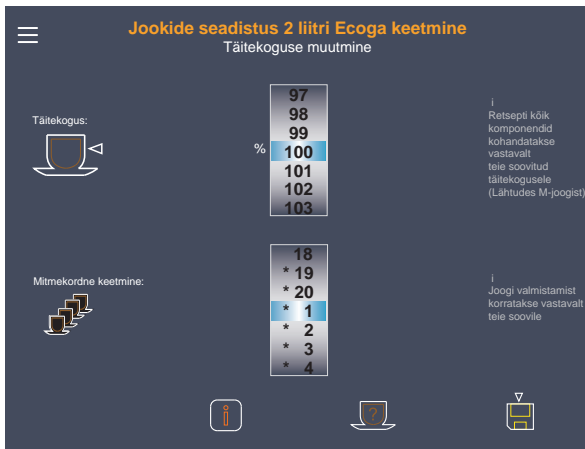 Jookide seadistus 2 liitri Ecoga keetmine
Täitekoguse muutmine
Täitekogus:
%
97
98
99
100
101
102
103
i
Retsepti kõik
komponendid
kohandatakse
vastavalt
teie soovitud
täitekogusele
(Lähtudes M-joogist)
Mitmekordne keetmine:
18
* 19
* 20
* 1
* 2
* 3
* 4
i
Joogi valmistamist
korratakse vastavalt
teie soovile
i
?